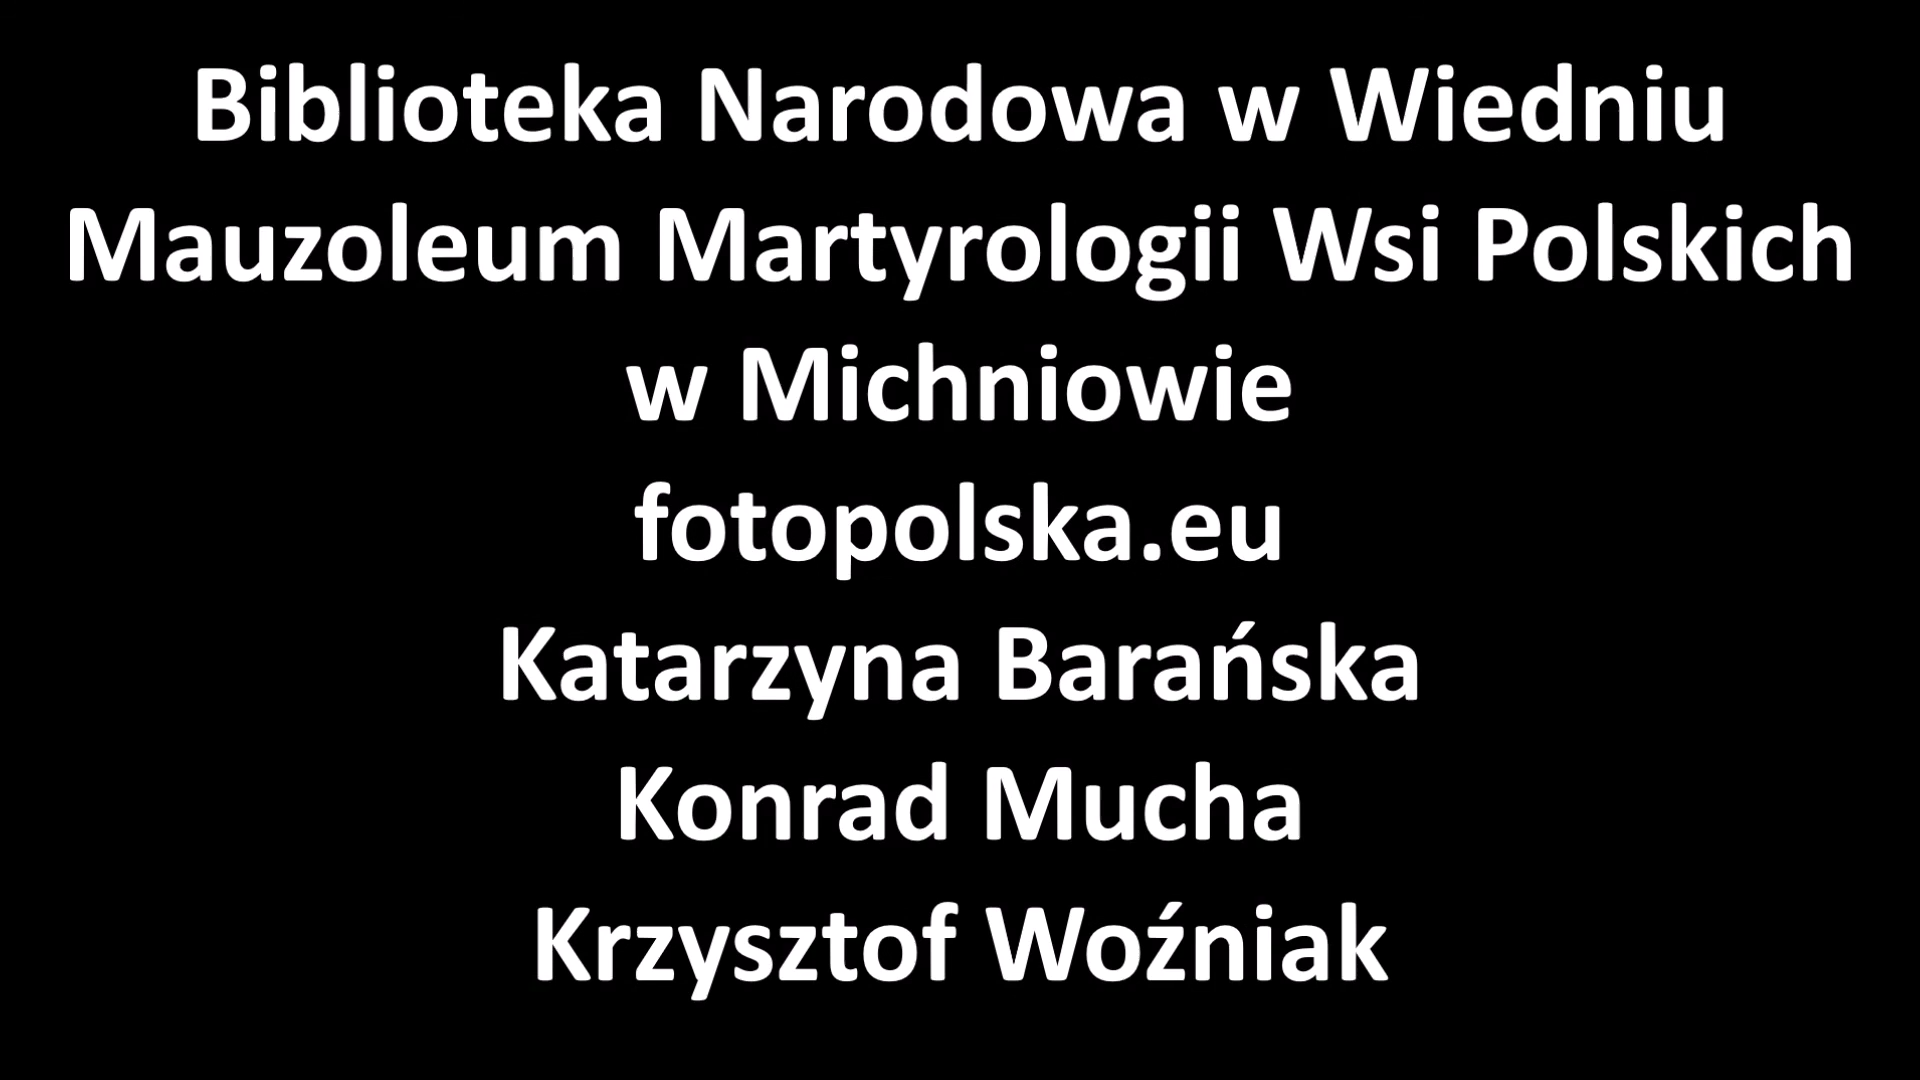 Biblioteka Narodowa w Wiedniu
Mauzoleum Martyrologii Wsi Polskich
w Michniowie
fotopolska.eu
Katarzyna Barańska
Konrad Mucha
Krzysztof Woźniak